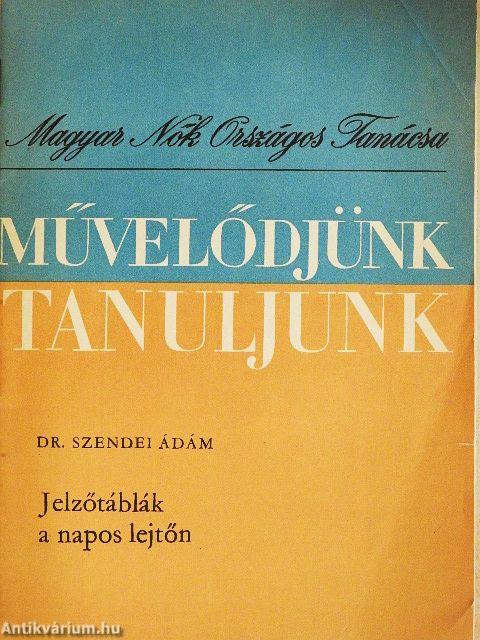 Magyar Nők Országos Tanácsa
MŰVELŐDJÜNK
TANULJUNK
DR. SZENDEI ÁDÁM
Jelzőtáblák
a napos lejtőn
Antikvárium.hu